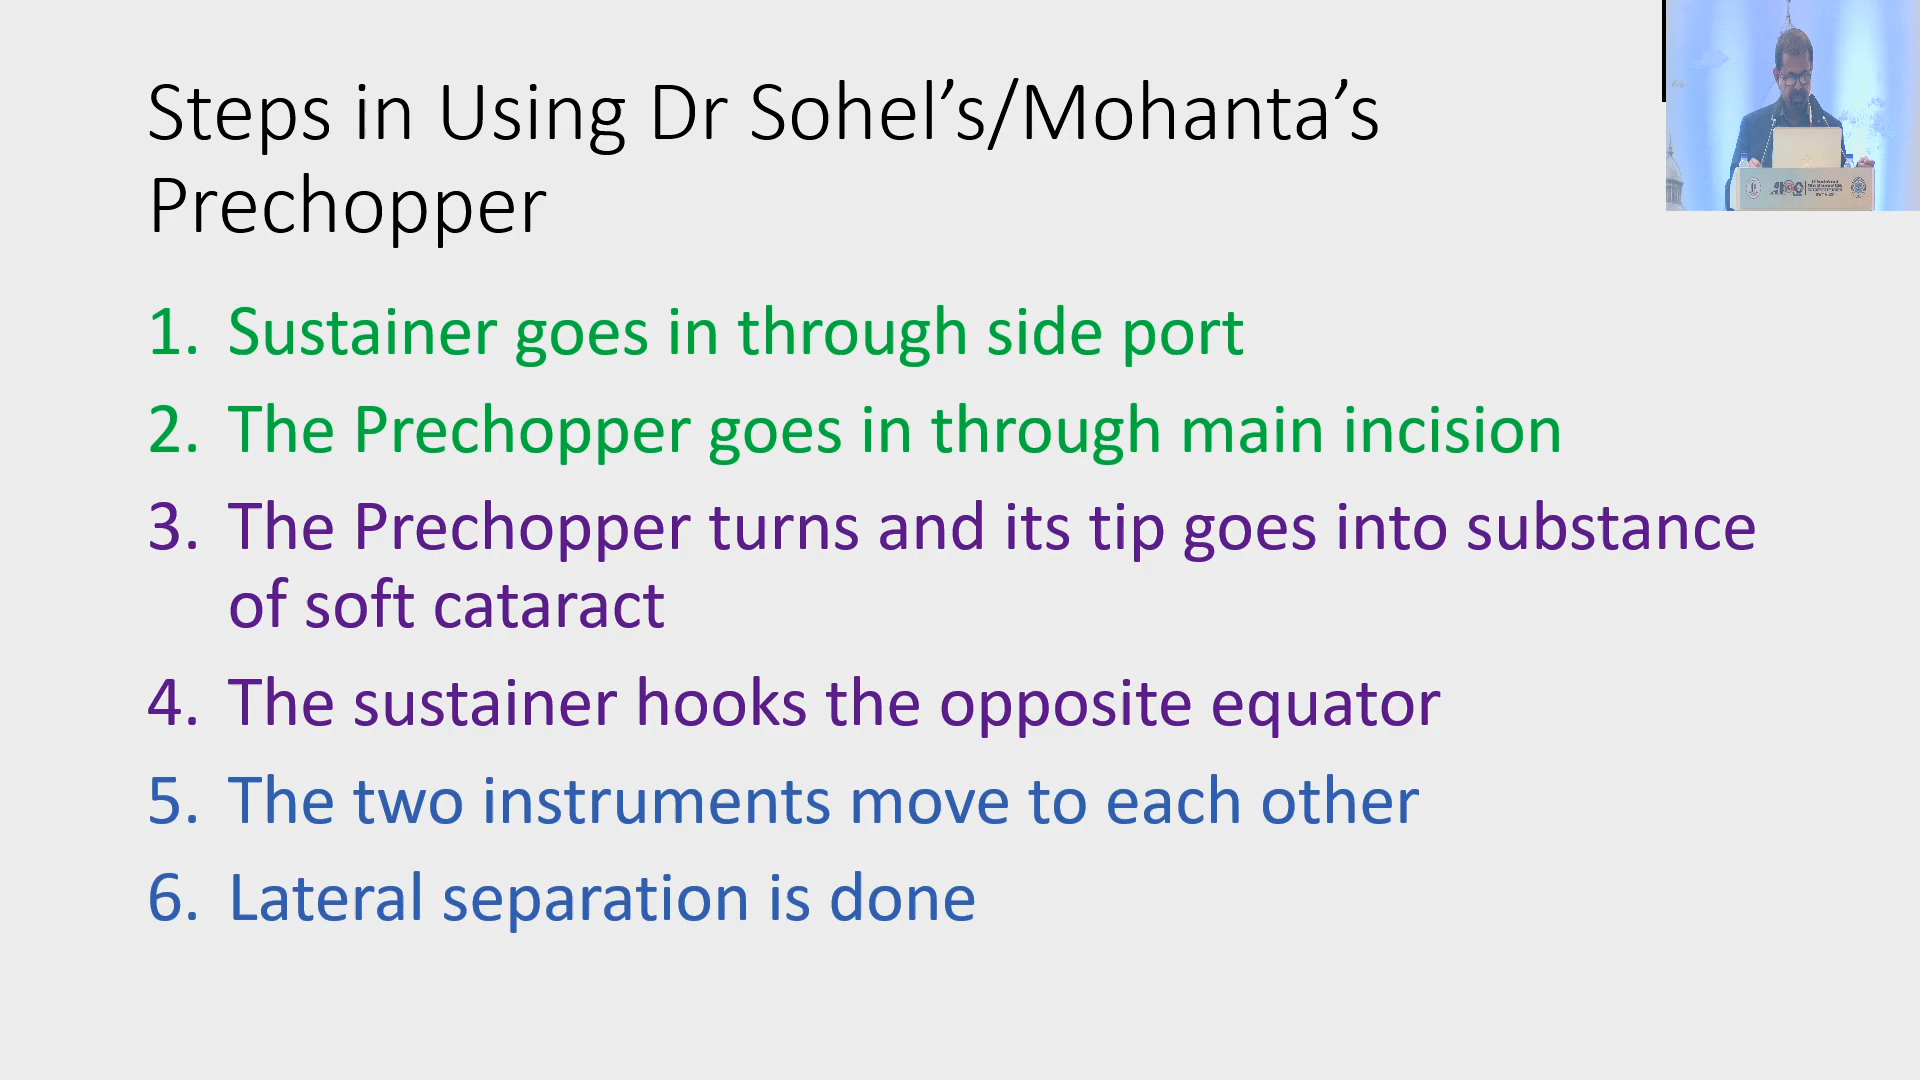 Steps in Using Dr Sohel’s/Mohanta’s
Prechopper
1. Sustainer goes in through side port
2. The Prechopper goes in through main incision
3. The Prechopper turns and its tip goes into substance
of soft cataract
4. The sustainer hooks the opposite equator
5. The two instruments move to each other
6. Lateral separation is done